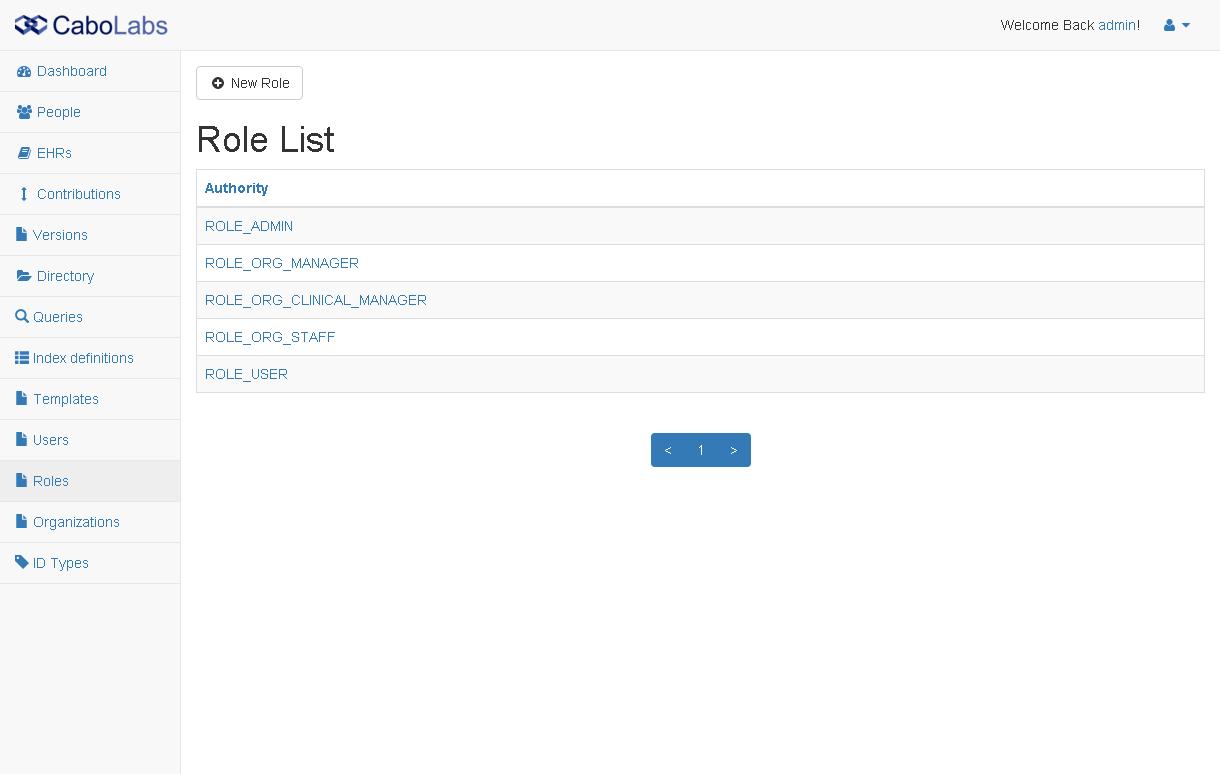 CaboLabs
Welcome Back admin!
Dashboard
People
EHRs
Contributions
Versions
Directory
Queries
Index definitions
Templates
Users
Roles
Organizations
ID Types
New Role
Role List
Authority
ROLE_ADMIN
ROLE_ORG_MANAGER
ROLE_ORG_CLINICAL_MANAGER
ROLE_ORG_STAFF
ROLE_USER
< 1 >